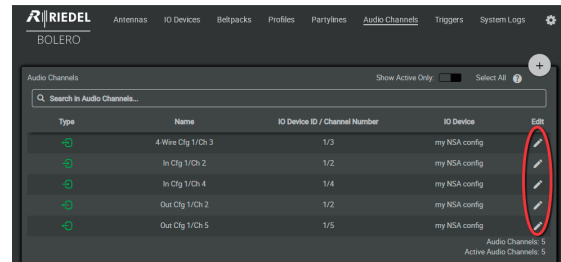 RIEDEL
BOLERO
Antennas IO Devices Beltpacks Profiles Partylines Audio Channels Triggers System Logs
+
Audio Channels Show Active Only: Select All ?
Search in Audio Channels...
Type Name IO Device ID / Channel Number IO Device Edit
4-Wire Cfg 1/Ch 3 1/3 my NSA config
In Cfg 1/Ch 2 1/2 my NSA config
In Cfg 1/Ch 4 1/4 my NSA config
Out Cfg 1/Ch 2 1/2 my NSA config
Out Cfg 1/Ch 5 1/5 my NSA config
Audio Channels: 5
Active Audio Channels: 5